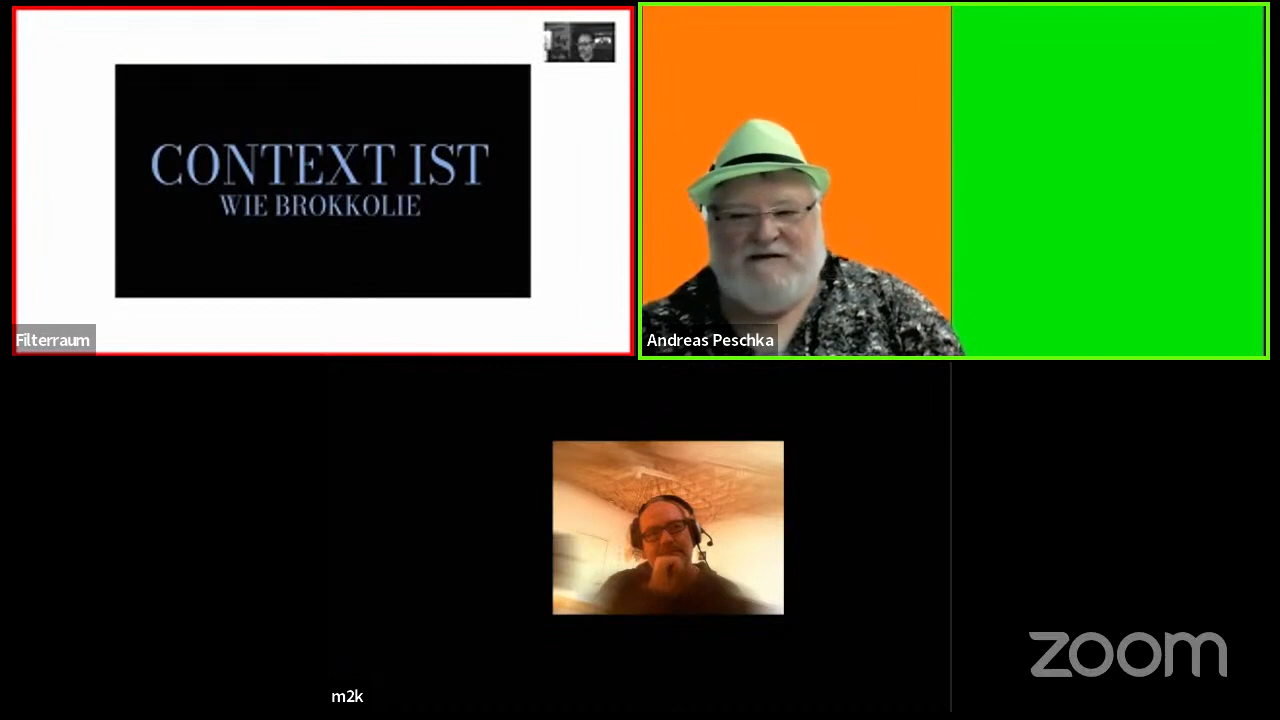 CONTEXT IST
WIE BROKKOLIE
Filterraum
Andreas Peschka
m2k
zoom